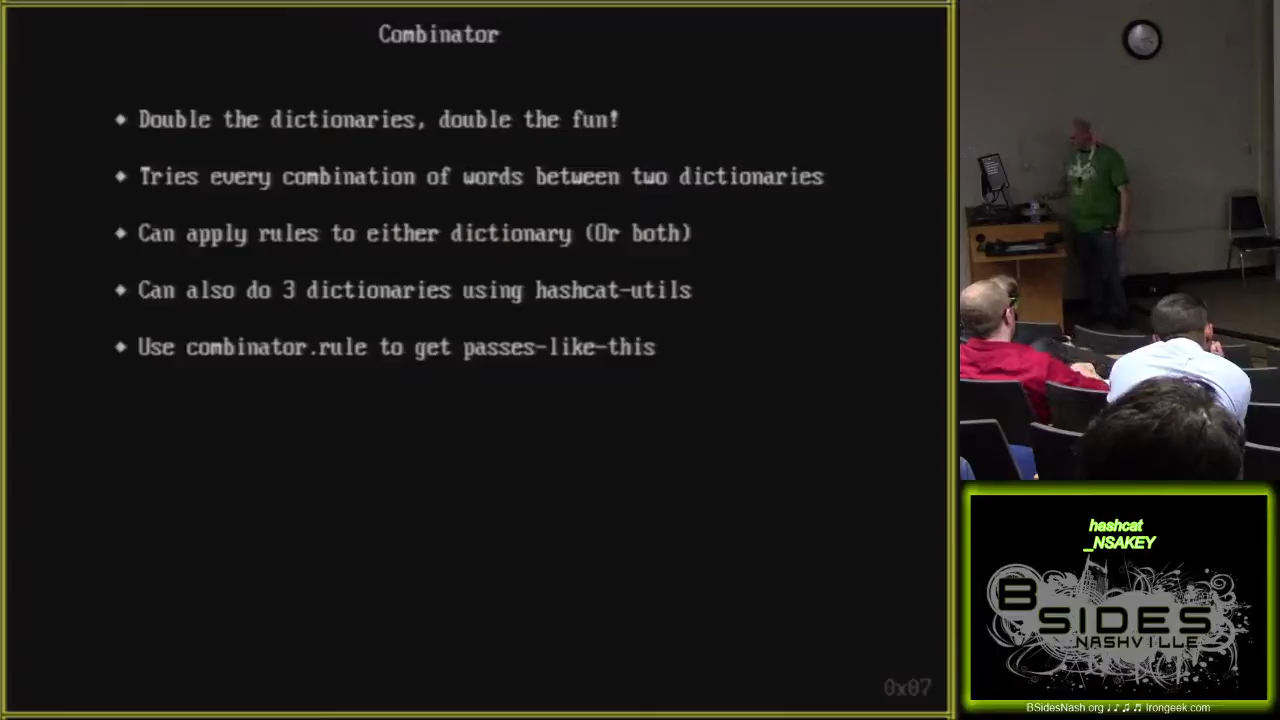 Combinator
◆ Double the dictionaries, double the fun!
◆ Tries every combination of words between two dictionaries
◆ Can apply rules to either dictionary (Or both)
◆ Can also do 3 dictionaries using hashcat-utils
◆ Use combinator.rule to get passes-like-this
0x07
hashcat
_NSAKEY
BSIDES
NASHVILLE
BSidesNash.org ♩♪♫♬ Irongeek.com